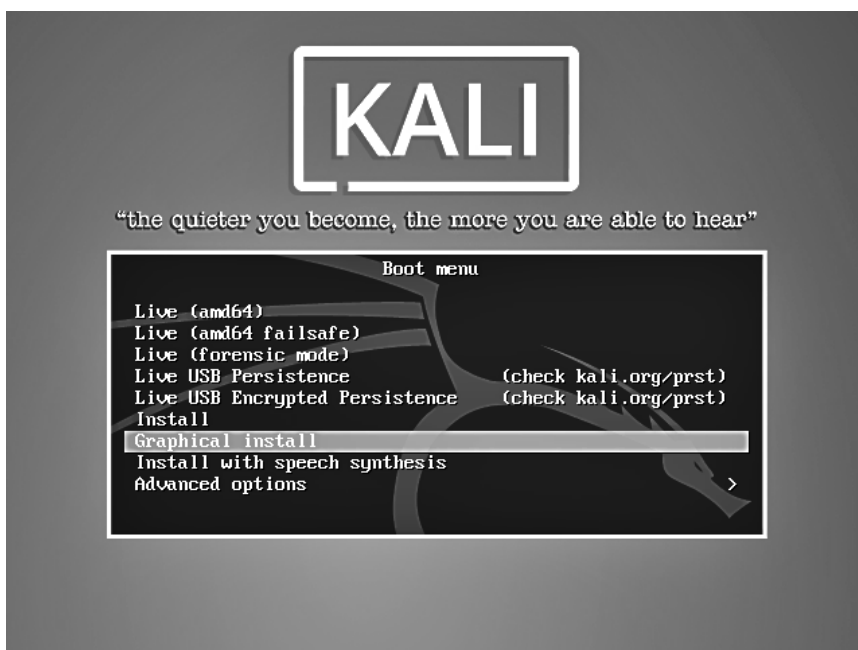 KALI
“the quieter you become, the more you are able to hear”
Boot menu
Live (amd64)
Live (amd64 failsafe)
Live (forensic mode)
Live USB Persistence (check kali.org/prst)
Live USB Encrypted Persistence (check kali.org/prst)
Install
Graphical install
Install with speech synthesis
Advanced options >